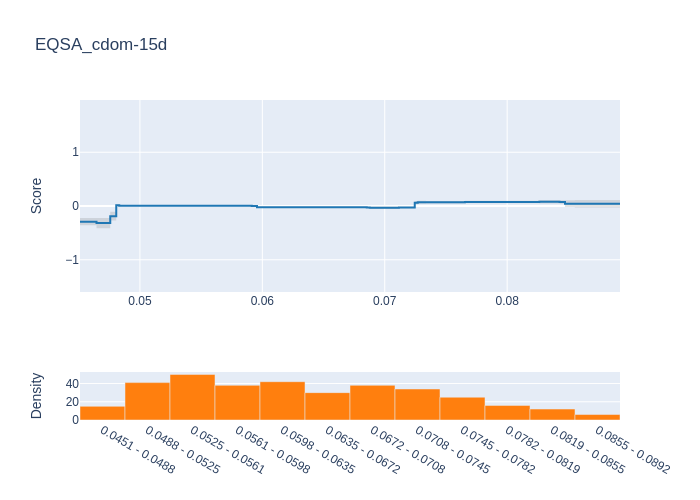 EQSA_cdom-15d
Score
1
0
−1
0.05 0.06 0.07 0.08
Density
40
20
0
0.0451 - 0.0488
0.0488 - 0.0525
0.0525 - 0.0561
0.0561 - 0.0598
0.0598 - 0.0635
0.0635 - 0.0672
0.0672 - 0.0708
0.0708 - 0.0745
0.0745 - 0.0782
0.0782 - 0.0819
0.0819 - 0.0855
0.0855 - 0.0892